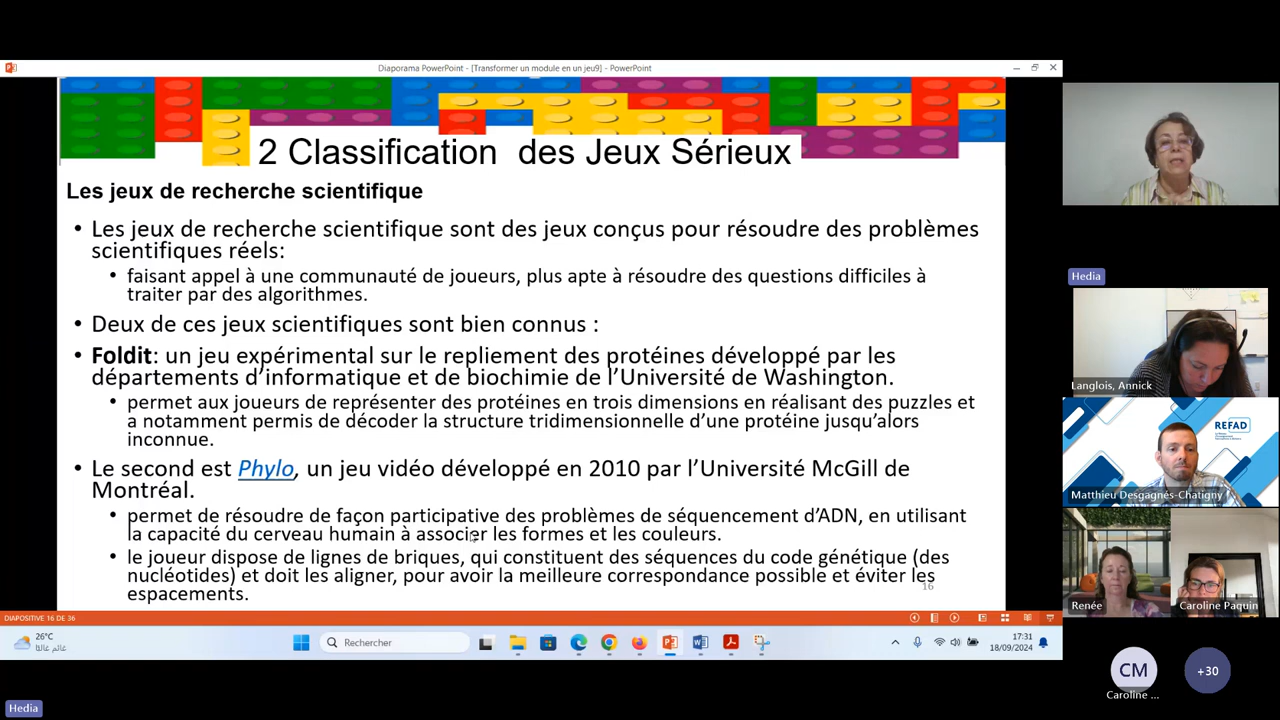 Diaporama PowerPoint - [Transformer un module en un jeu9] - PowerPoint
2 Classification des Jeux Sérieux
Les jeux de recherche scientifique
• Les jeux de recherche scientifique sont des jeux conçus pour résoudre des problèmes
scientifiques réels:
• faisant appel à une communauté de joueurs, plus apte à résoudre des questions difficiles à
traiter par des algorithmes.
• Deux de ces jeux scientifiques sont bien connus :
• Foldit: un jeu expérimental sur le repliement des protéines développé par les
départements d’informatique et de biochimie de l’Université de Washington.
• permet aux joueurs de représenter des protéines en trois dimensions en réalisant des puzzles et
a notamment permis de décoder la structure tridimensionnelle d’une protéine jusqu’alors
inconnue.
• Le second est Phylo, un jeu vidéo développé en 2010 par l’Université McGill de
Montréal.
• permet de résoudre de façon participative des problèmes de séquencement d’ADN, en utilisant
la capacité du cerveau humain à associer les formes et les couleurs.
• le joueur dispose de lignes de briques, qui constituent des séquences du code génétique (des
nucléotides) et doit les aligner, pour avoir la meilleure correspondance possible et éviter les
espacements.
16
DIAPOSITIVE 16 DE 36
26°C
غائم غالبًا
Rechercher
17:31
18/09/2024
Hedia
Hedia
Langlois, Annick
REFAD
Matthieu Desgagnés-Chatigny
Renée
Caroline Paquin
CM
Caroline ...
+30